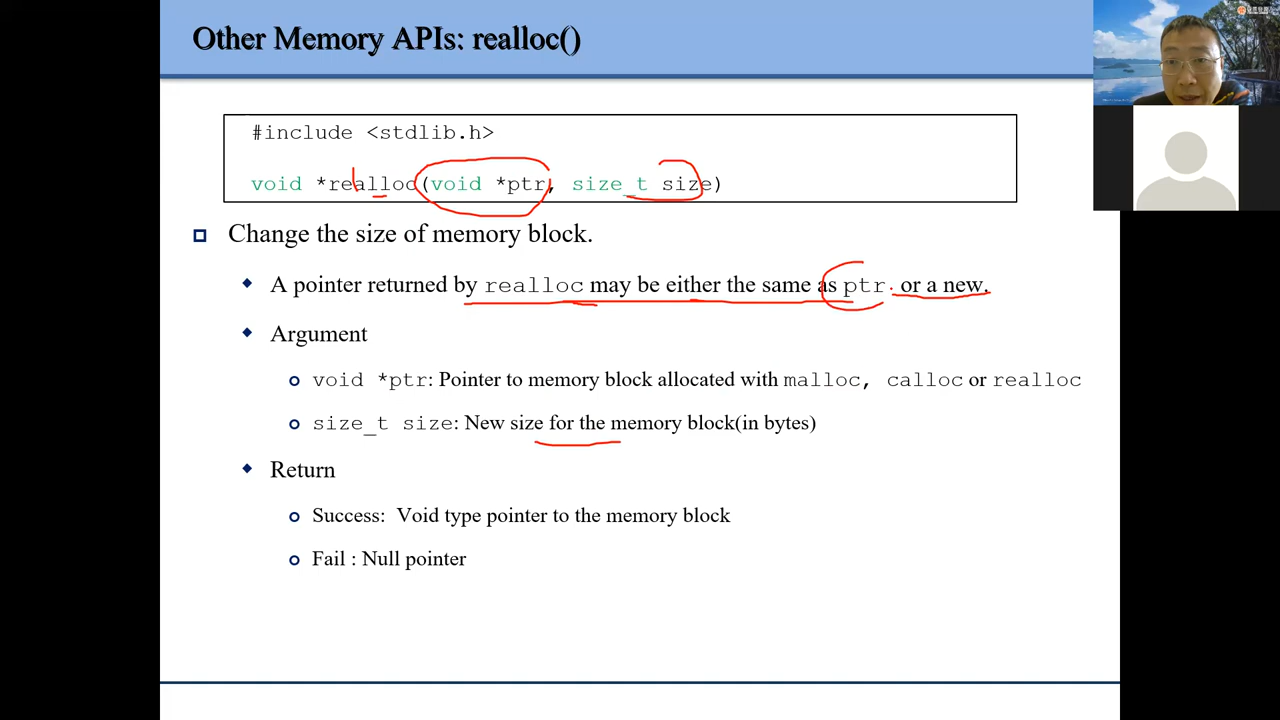 Other Memory APIs: realloc()
#include <stdlib.h>
void *realloc(void *ptr, size_t size)
Change the size of memory block.
A pointer returned by realloc may be either the same as ptr or a new.
Argument
void *ptr: Pointer to memory block allocated with malloc, calloc or realloc
size_t size: New size for the memory block(in bytes)
Return
Success: Void type pointer to the memory block
Fail : Null pointer